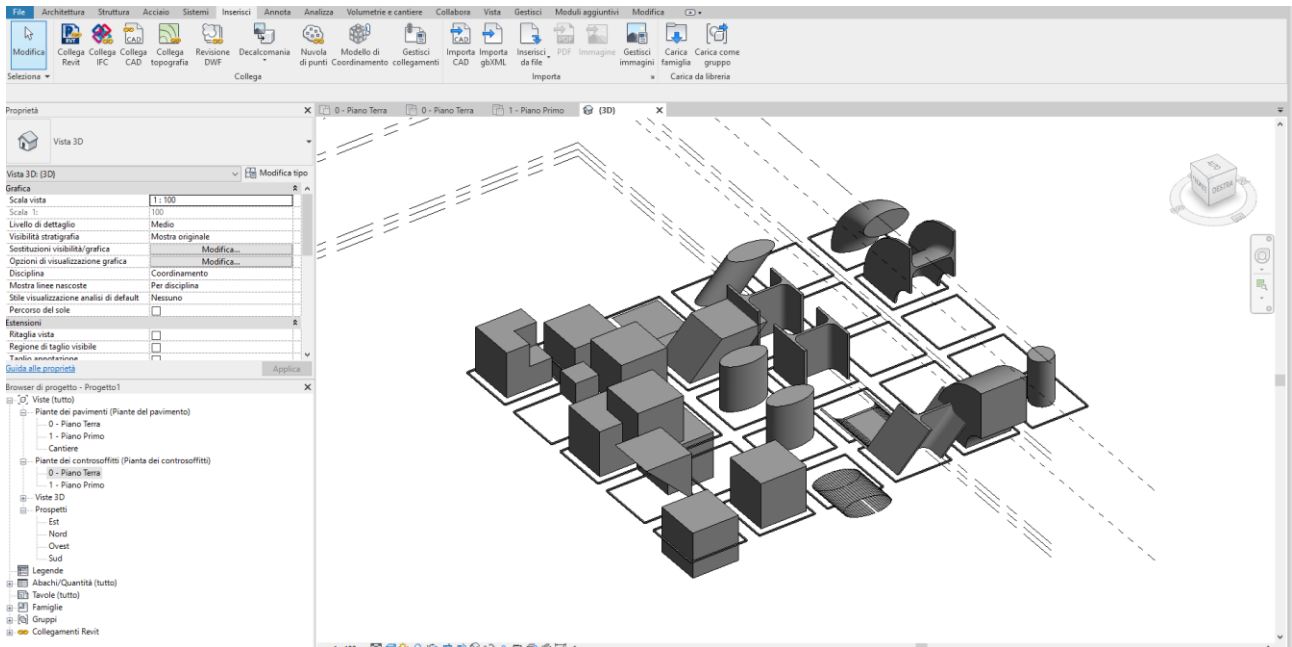 File Architettura Struttura Acciaio Sistemi Inserisci Annota Analizza Volumetrie e cantiere Collabora Vista Gestisci Moduli aggiuntivi Modifica
Modifica Collega Revit Collega IFC Collega CAD Collega topografia Revisione DWF Decalcomania Nuvola di punti Modello di Coordinamento Gestisci collegamenti Importa CAD Importa gbXML Inserisci da file PDF Immagine Gestisci immagini Carica famiglia Carica come gruppo
Seleziona Collega Importa Carica da libreria
Proprietà
0 - Piano Terra 0 - Piano Terra 1 - Piano Primo {3D}
Vista 3D
Vista 3D: {3D} Modifica tipo
Grafica
Scala vista 1 : 100
Scala 1: 100
Livello di dettaglio Medio
Visibilità stratigrafia Mostra originale
Sostituzioni visibilità/grafica Modifica...
Opzioni di visualizzazione grafica Modifica...
Disciplina Coordinamento
Mostra linee nascoste Per disciplina
Stile visualizzazione analisi di default Nessuno
Percorso del sole
Estensioni
Ritaglia vista
Regione di taglio visibile
Taglio annotazione
Guida alle proprietà Applica
Browser di progetto - Progetto1
Viste (tutto)
Piante dei pavimenti (Piante del pavimento)
0 - Piano Terra
1 - Piano Primo
Cantiere
Piante dei controsoffitti (Pianta dei controsoffitti)
0 - Piano Terra
1 - Piano Primo
Viste 3D
Prospetti
Est
Nord
Ovest
Sud
Legende
Abachi/Quantità (tutto)
Tavole (tutto)
Famiglie
Gruppi
Collegamenti Revit
DESTRA